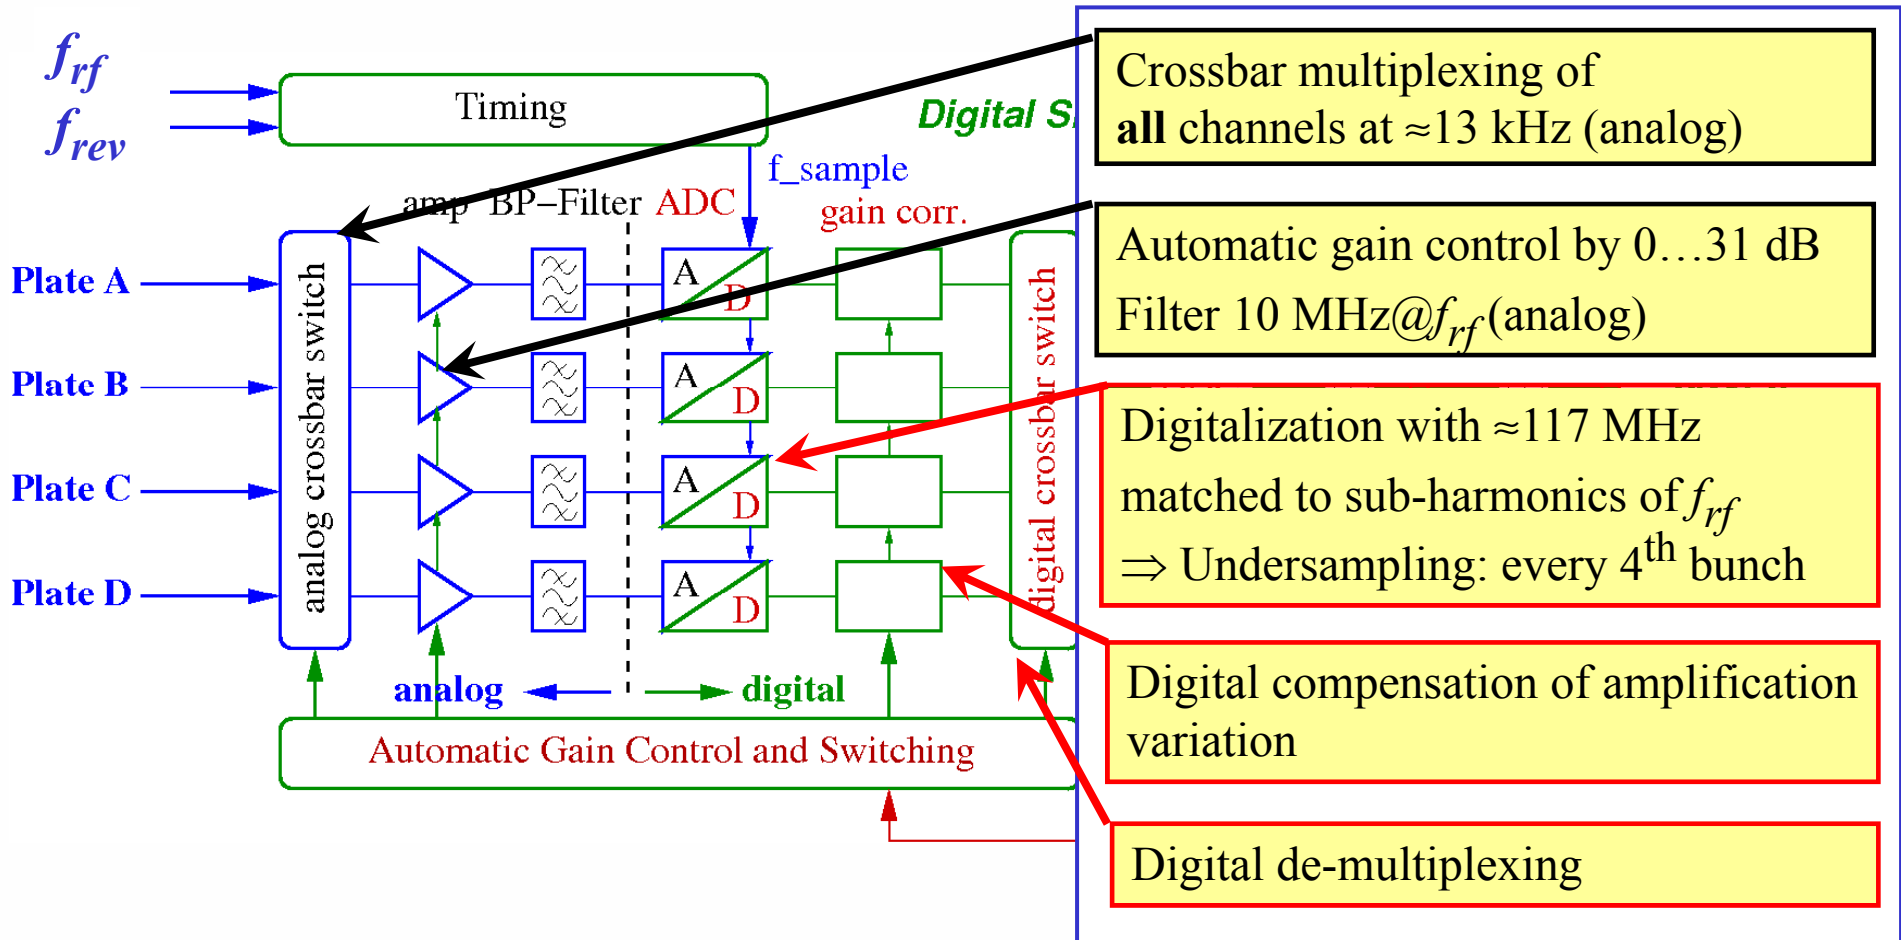 f_rf
f_rev
Timing
Digital S
f_sample
amp BP–Filter ADC
gain corr.
Plate A
Plate B
Plate C
Plate D
analog crossbar switch
A
D
A
D
A
D
A
D
digital crossbar switch
analog
digital
Automatic Gain Control and Switching
Crossbar multiplexing of
all channels at ≈13 kHz (analog)
Automatic gain control by 0…31 dB
Filter 10 MHz@f_rf (analog)
Digitalization with ≈117 MHz
matched to sub-harmonics of f_rf
⇒ Undersampling: every 4th bunch
Digital compensation of amplification
variation
Digital de-multiplexing